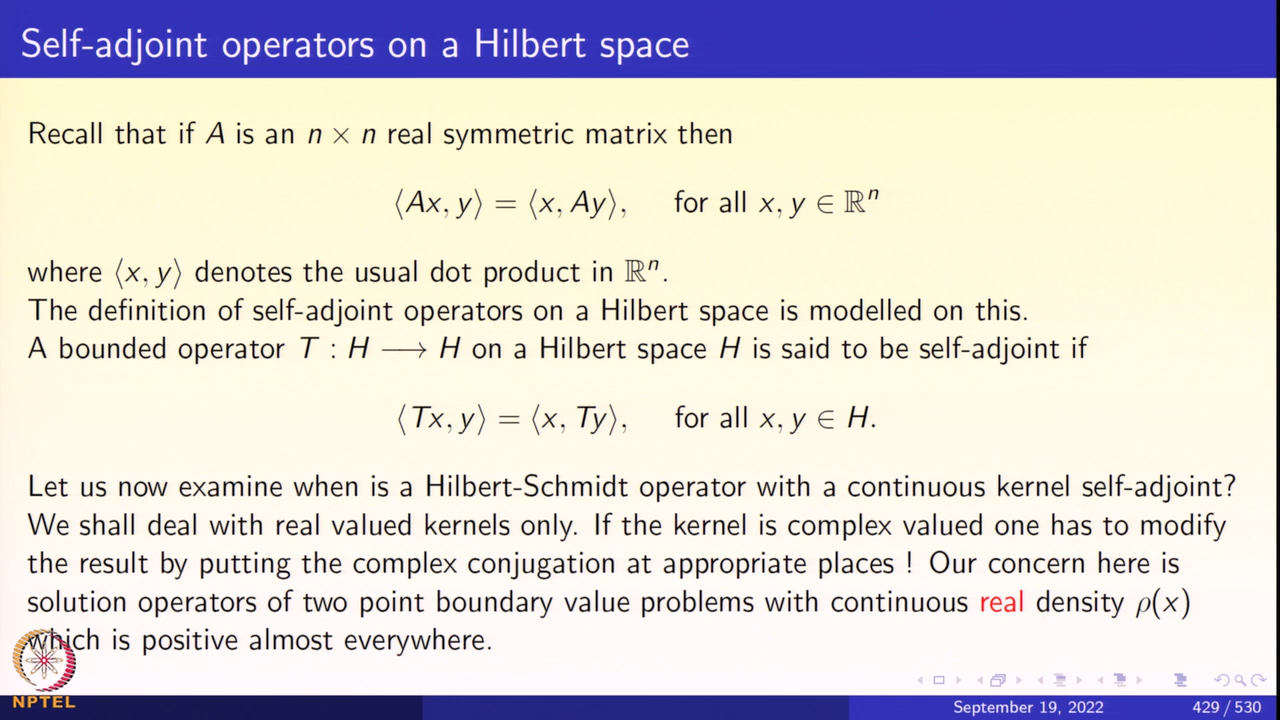 Self-adjoint operators on a Hilbert space
Recall that if A is an n × n real symmetric matrix then
⟨Ax, y⟩ = ⟨x, Ay⟩, for all x, y ∈ ℝⁿ
where ⟨x, y⟩ denotes the usual dot product in ℝⁿ.
The definition of self-adjoint operators on a Hilbert space is modelled on this.
A bounded operator T : H ⟶ H on a Hilbert space H is said to be self-adjoint if
⟨Tx, y⟩ = ⟨x, Ty⟩, for all x, y ∈ H.
Let us now examine when is a Hilbert-Schmidt operator with a continuous kernel self-adjoint?
We shall deal with real valued kernels only. If the kernel is complex valued one has to modify
the result by putting the complex conjugation at appropriate places ! Our concern here is
solution operators of two point boundary value problems with continuous real density ρ(x)
which is positive almost everywhere.
NPTEL
September 19, 2022 429 / 530